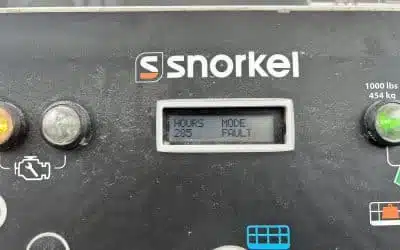 snorkel
1000 lbs
454 kg
HOURS MODE
285 FAULT